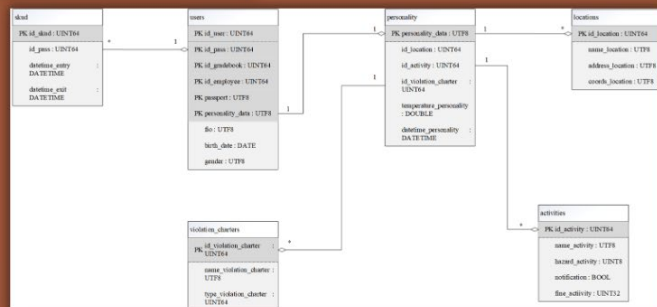 skud
PK id_skud : UINT64
id_pass : UINT64
datetime_entry :
DATETIME
datetime_exit :
DATETIME
users
PK id_user : UINT64
PK id_pass : UINT64
PK id_gradebook : UINT64
PK id_employee : UINT64
PK passport : UTF8
PK personality_data : UTF8
fio : UTF8
birth_date : DATE
gender : UTF8
personality
PK personality_data : UTF8
id_location : UINT64
id_activity : UINT64
id_violation_charter :
UINT64
temperature_personality
: DOUBLE
datetime_personality :
DATETIME
locations
PK id_location : UINT64
name_location : UTF8
address_location : UTF8
coords_location : UTF8
violation_charters
PK id_violation_charter :
UINT64
name_violation_charter :
UTF8
type_violation_charter :
UINT64
activities
PK id_activity : UINT64
name_activity : UTF8
hazard_activity : UINT8
notification : BOOL
fine_activity : UINT32
*
1
1
1
1
*
1
*
1
*